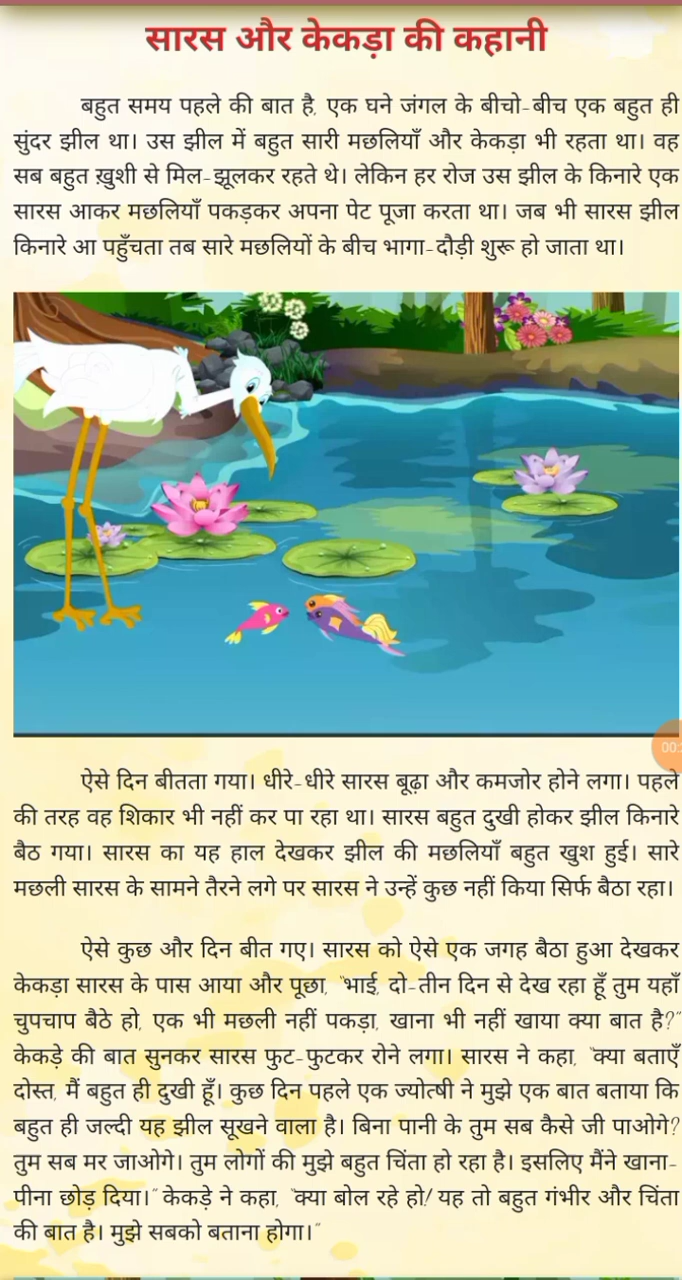 सारस और केकड़ा की कहानी
बहुत समय पहले की बात है, एक घने जंगल के बीचो-बीच एक बहुत ही
सुंदर झील था। उस झील में बहुत सारी मछलियाँ और केकड़ा भी रहता था। वह
सब बहुत ख़ुशी से मिल-झूलकर रहते थे। लेकिन हर रोज उस झील के किनारे एक
सारस आकर मछलियाँ पकड़कर अपना पेट पूजा करता था। जब भी सारस झील
किनारे आ पहुँचता तब सारे मछलियों के बीच भागा-दौड़ी शुरू हो जाता था।
ऐसे दिन बीतता गया। धीरे-धीरे सारस बूढ़ा और कमजोर होने लगा। पहले
की तरह वह शिकार भी नहीं कर पा रहा था। सारस बहुत दुखी होकर झील किनारे
बैठ गया। सारस का यह हाल देखकर झील की मछलियाँ बहुत खुश हुई। सारे
मछली सारस के सामने तैरने लगे पर सारस ने उन्हें कुछ नहीं किया सिर्फ बैठा रहा।
ऐसे कुछ और दिन बीत गए। सारस को ऐसे एक जगह बैठा हुआ देखकर
केकड़ा सारस के पास आया और पूछा, "भाई, दो-तीन दिन से देख रहा हूँ तुम यहाँ
चुपचाप बैठे हो, एक भी मछली नहीं पकड़ा, खाना भी नहीं खाया क्या बात है?"
केकड़े की बात सुनकर सारस फुट-फुटकर रोने लगा। सारस ने कहा, "क्या बताएँ
दोस्त, मैं बहुत ही दुखी हूँ। कुछ दिन पहले एक ज्योत्षी ने मुझे एक बात बताया कि
बहुत ही जल्दी यह झील सूखने वाला है। बिना पानी के तुम सब कैसे जी पाओगे?
तुम सब मर जाओगे। तुम लोगों की मुझे बहुत चिंता हो रहा है। इसलिए मैंने खाना-
पीना छोड़ दिया।" केकड़े ने कहा, "क्या बोल रहे हो! यह तो बहुत गंभीर और चिंता
की बात है। मुझे सबको बताना होगा।"